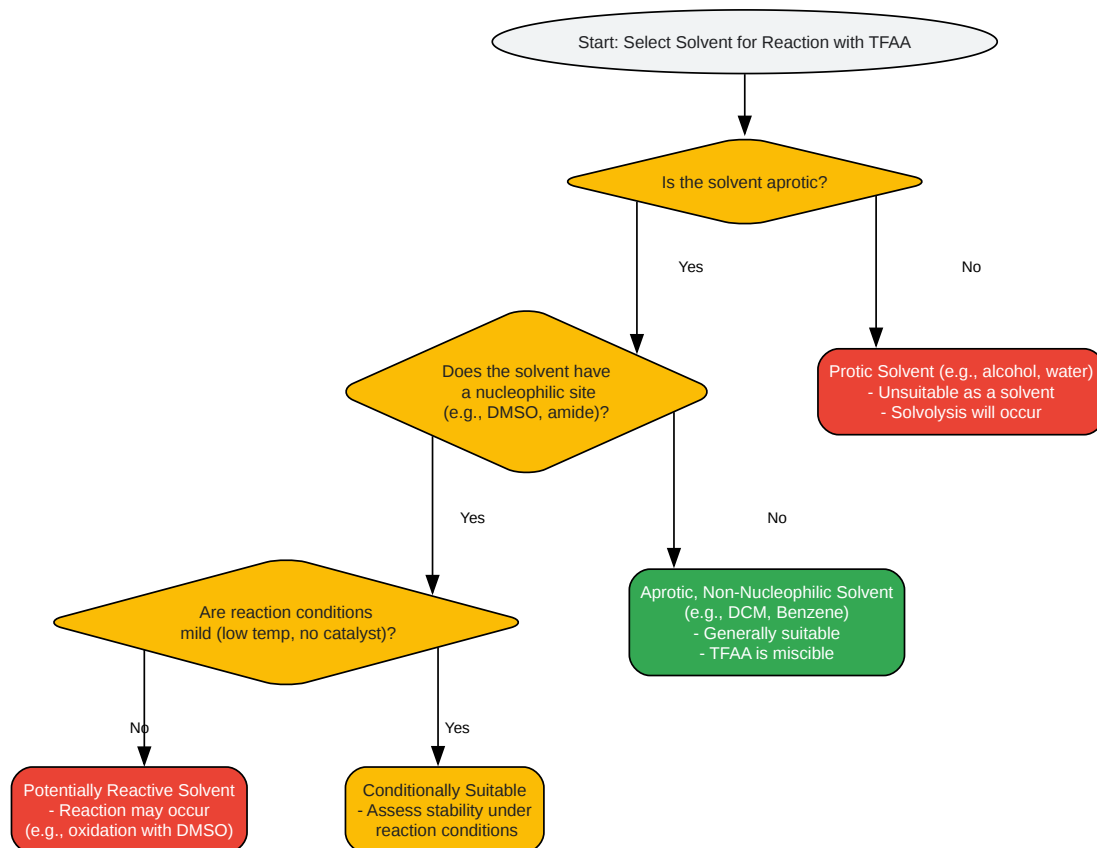 Start: Select Solvent for Reaction with TFAA
Is the solvent aprotic?
Yes
No
Does the solvent have
a nucleophilic site
(e.g., DMSO, amide)?
Protic Solvent (e.g., alcohol, water)
- Unsuitable as a solvent
- Solvolysis will occur
Yes
No
Are reaction conditions
mild (low temp, no catalyst)?
Aprotic, Non-Nucleophilic Solvent
(e.g., DCM, Benzene)
- Generally suitable
- TFAA is miscible
No
Yes
Potentially Reactive Solvent
- Reaction may occur
(e.g., oxidation with DMSO)
Conditionally Suitable
- Assess stability under
reaction conditions